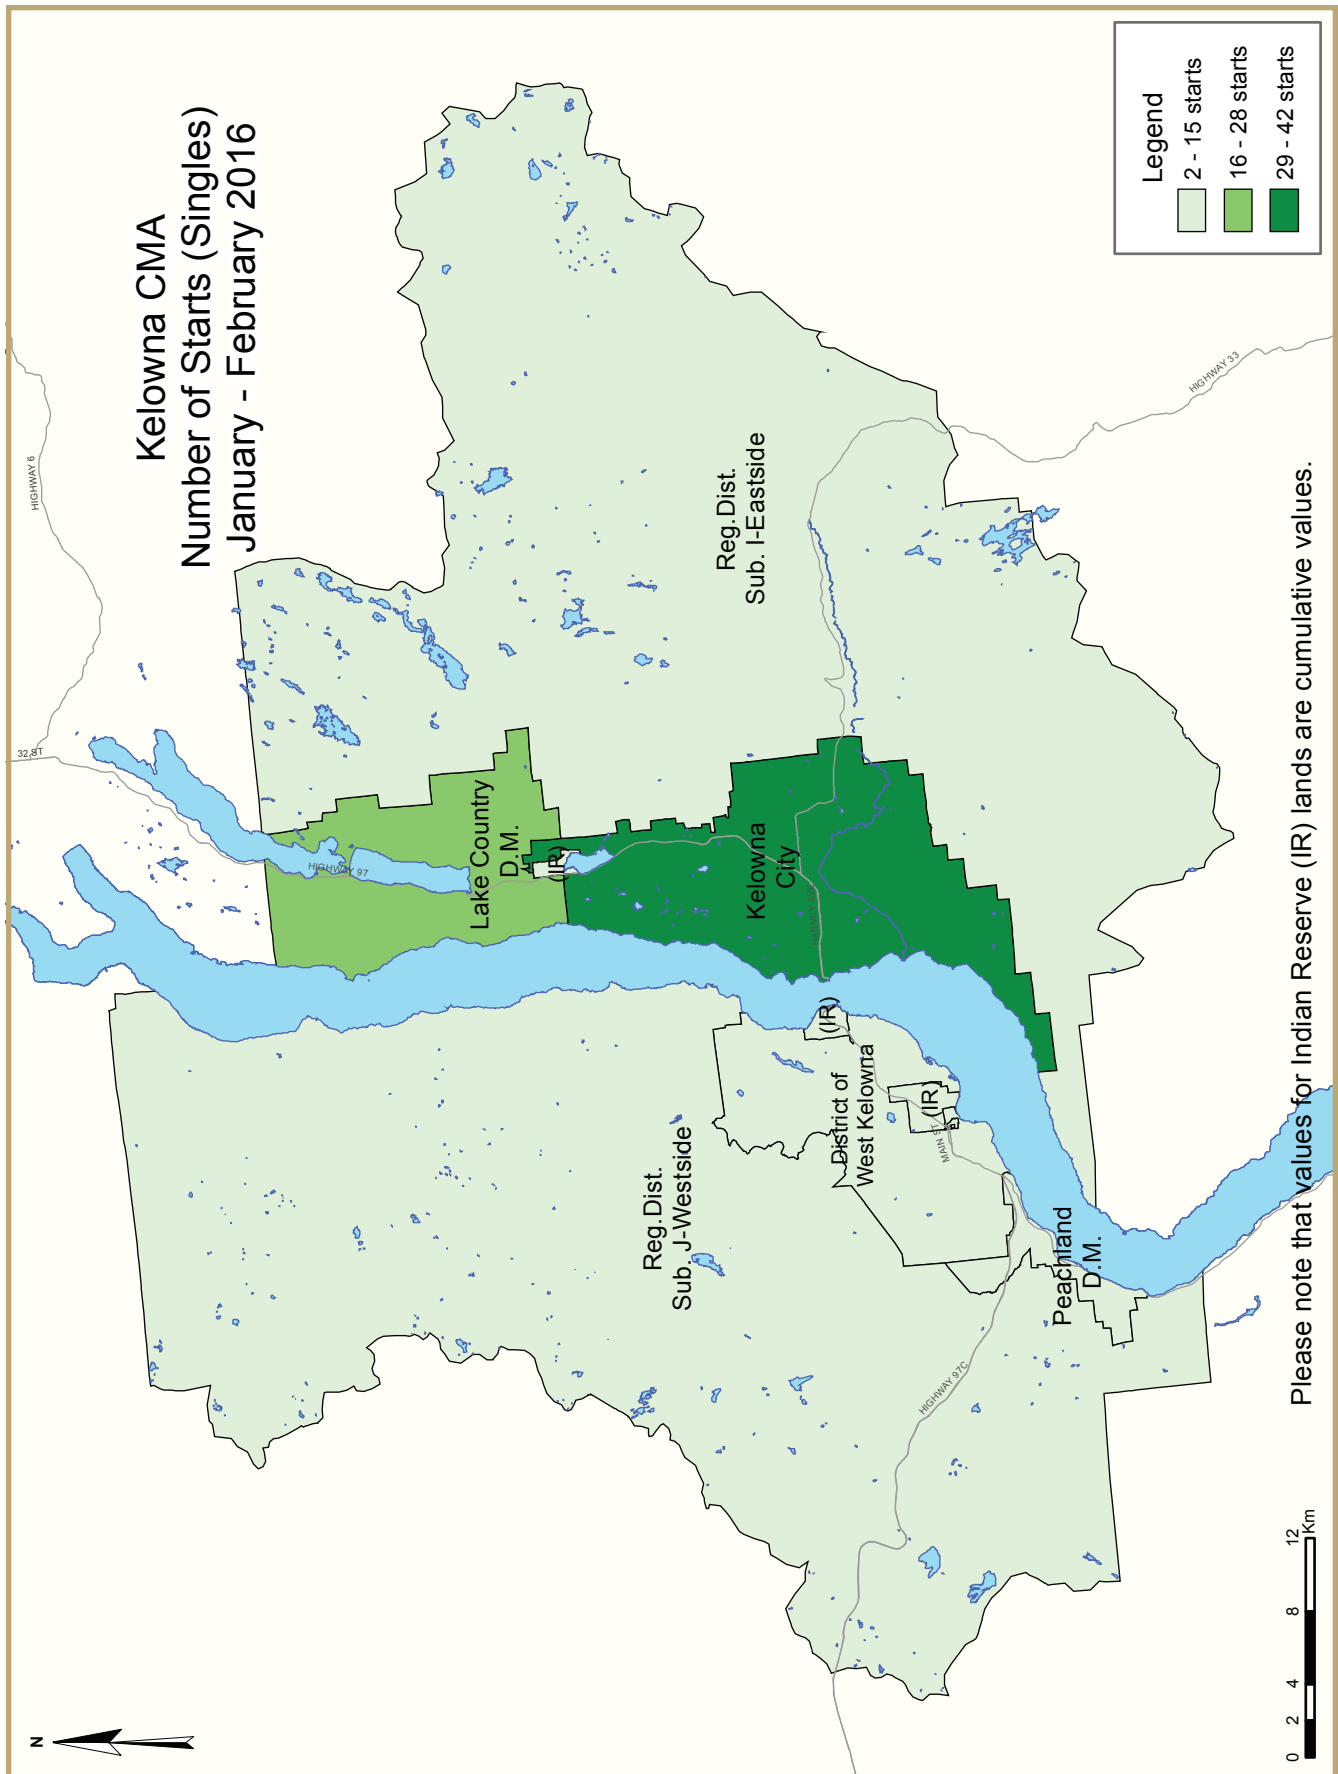 Kelowna CMA
Number of Starts (Singles)
January - February 2016
Legend
2 - 15 starts
16 - 28 starts
29 - 42 starts
N
HIGHWAY 6
32 ST
HIGHWAY 97
Lake Country
D.M.
(IR)
Kelowna
City
Reg.Dist.
Sub. I-Eastside
HIGHWAY 33
Reg.Dist.
Sub. J-Westside
(IR)
District of
West Kelowna
(IR)
MAIN ST
Peachland
D.M.
HIGHWAY 97C
0 2 4 8 12
Km
Please note that values for Indian Reserve (IR) lands are cumulative values.